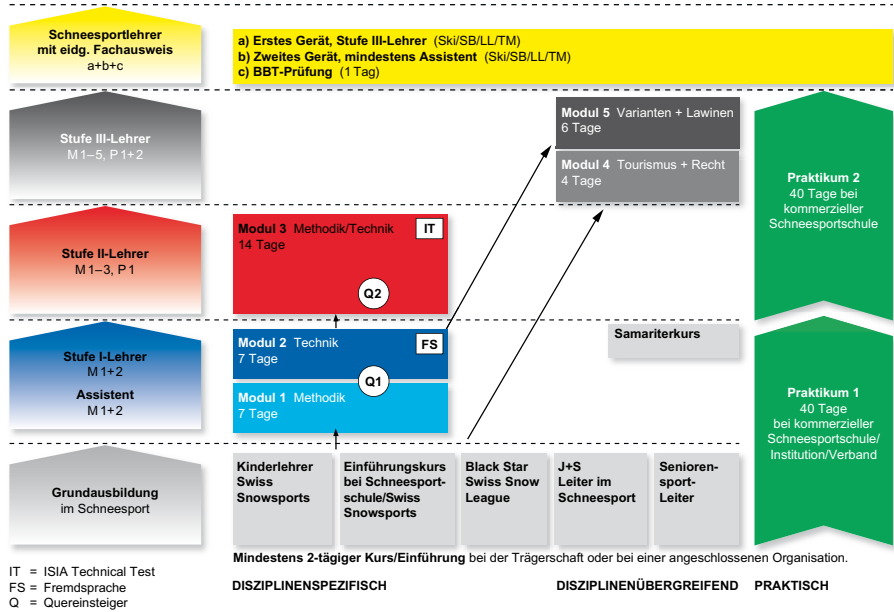 Schneesportlehrer
mit eidg. Fachausweis
a+b+c
a) Erstes Gerät, Stufe III-Lehrer (Ski/SB/LL/TM)
b) Zweites Gerät, mindestens Assistent (Ski/SB/LL/TM)
c) BBT-Prüfung (1 Tag)
Stufe III-Lehrer
M 1–5, P 1+2
Modul 5 Varianten + Lawinen
6 Tage
Modul 4 Tourismus + Recht
4 Tage
Praktikum 2
40 Tage bei
kommerzieller
Schneesportschule
Stufe II-Lehrer
M 1–3, P 1
Modul 3 Methodik/Technik
14 Tage
IT
Q2
Stufe I-Lehrer
M 1+2
Assistent
M 1+2
Modul 2 Technik
7 Tage
FS
Q1
Modul 1 Methodik
7 Tage
Samariterkurs
Praktikum 1
40 Tage
bei kommerzieller
Schneesportschule/
Institution/Verband
Grundausbildung
im Schneesport
Kinderlehrer
Swiss
Snowsports
Einführungskurs
bei Schneesport-
schule/Swiss
Snowsports
Black Star
Swiss Snow
League
J+S
Leiter im
Schneesport
Senioren-
sport-
Leiter
Mindestens 2-tägiger Kurs/Einführung bei der Trägerschaft oder bei einer angeschlossenen Organisation.
IT = ISIA Technical Test
FS = Fremdsprache
Q = Quereinsteiger
DISZIPLINENSPEZIFISCH
DISZIPLINENÜBERGREIFEND
PRAKTISCH